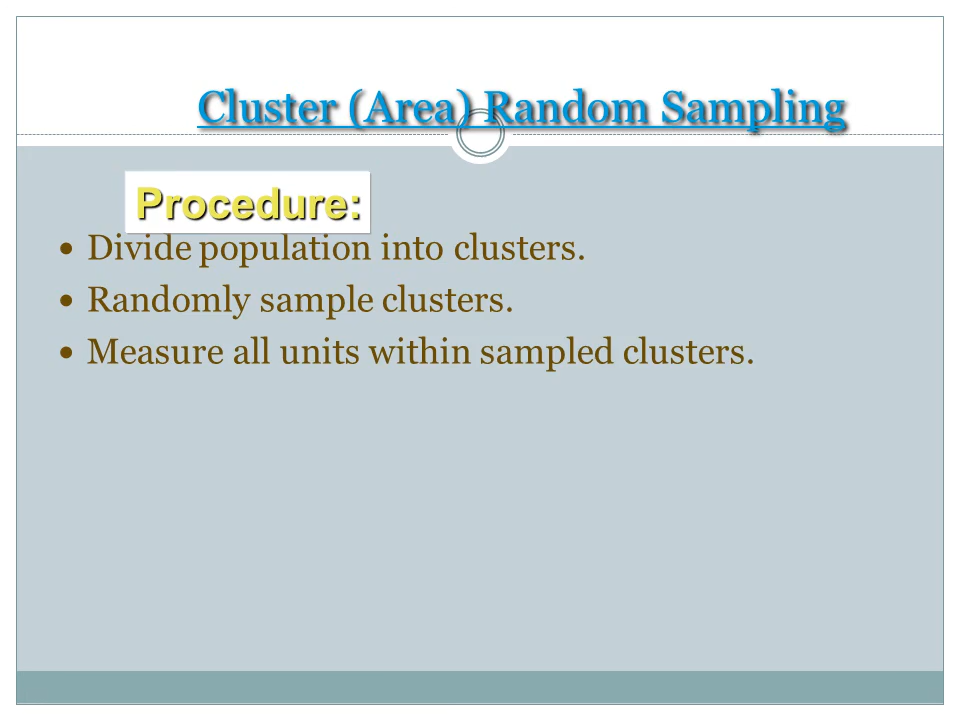 Cluster (Area) Random Sampling
Procedure:
• Divide population into clusters.
• Randomly sample clusters.
• Measure all units within sampled clusters.